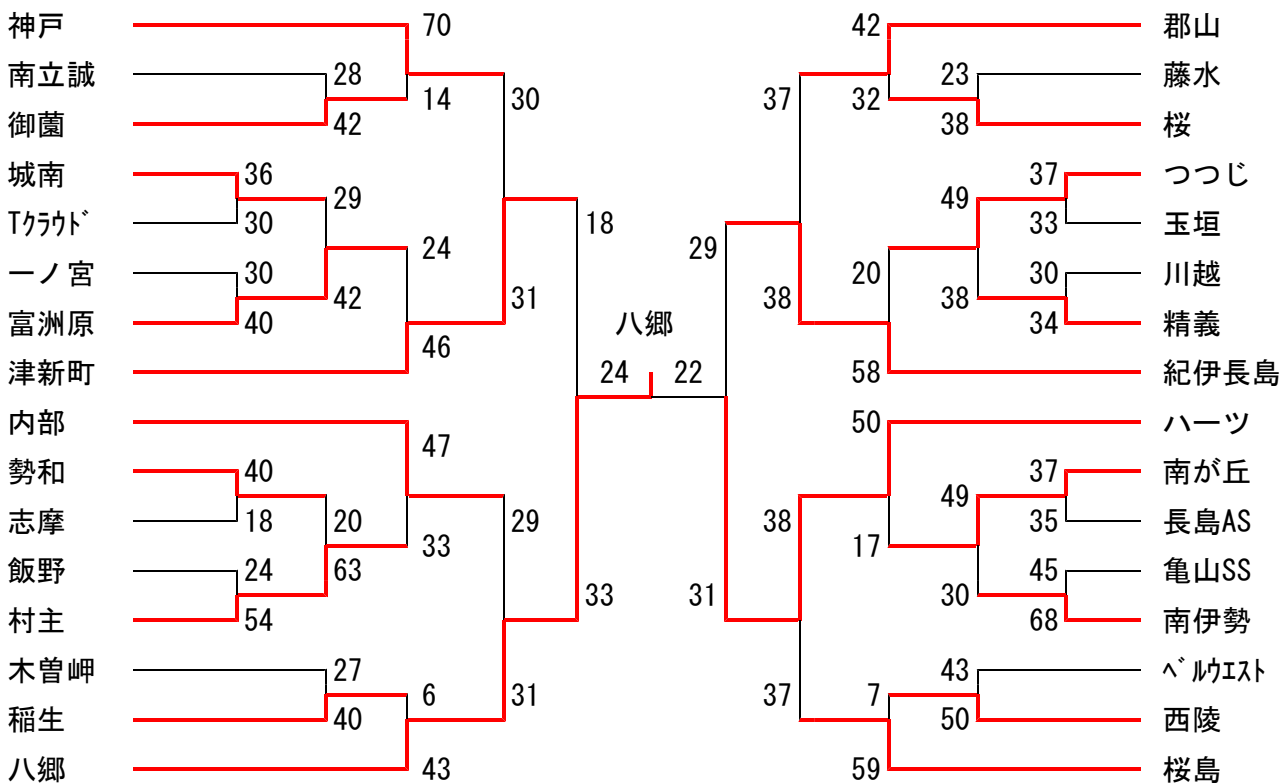 神戸 70 42 郡山
南立誠 28 23 藤水
14 30 37 32
御薗 42 38 桜
城南 36 37 つつじ
29 49
Tｸﾗｳﾄﾞ 30 18 33 玉垣
24 29
一ノ宮 30 20 30 川越
42 31 38 38
富洲原 40 八郷 34 精義
46
津新町 24 22 58 紀伊長島
内部 50 ハーツ
47
勢和 40 37 南が丘
49
志摩 18 20 29 38 35 長島AS
33 17
飯野 24 63 45 亀山SS
33 31 30
村主 54 68 南伊勢
木曽岬 27 43 ﾍﾞﾙｳｴｽﾄ
6 31 37 7
稲生 40 50 西陵
八郷 43 59 桜島